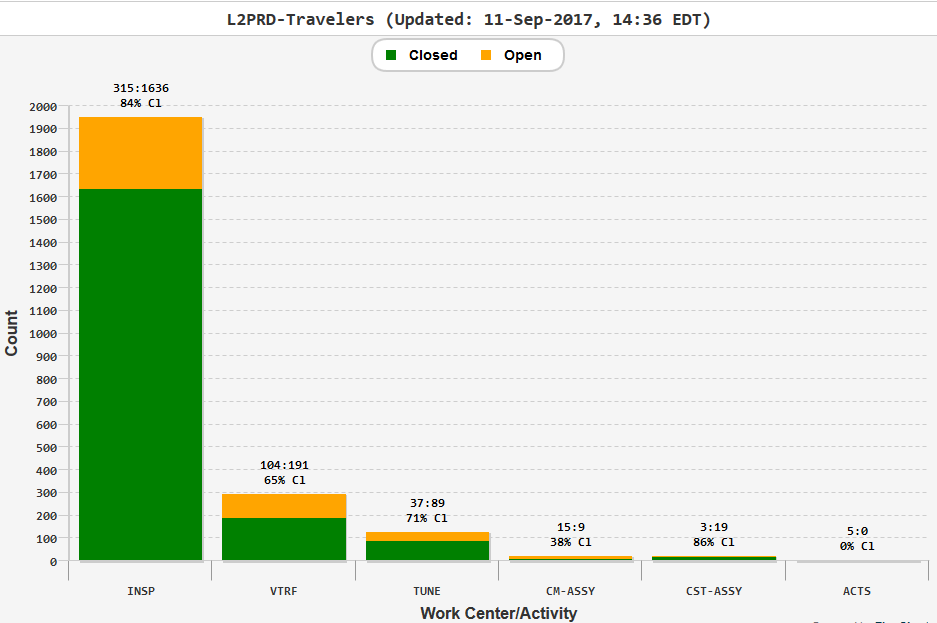 L2PRD-Travelers (Updated: 11-Sep-2017, 14:36 EDT)
Closed Open
315:1636
84% Cl
2000
1900
1800
1700
1600
1500
1400
1300
1200
1100
1000
900
800
700
600
500
400
300
200
100
0
Count
104:191
65% Cl
37:89
71% Cl
15:9
38% Cl
3:19
86% Cl
5:0
0% Cl
INSP VTRF TUNE CM-ASSY CST-ASSY ACTS
Work Center/Activity